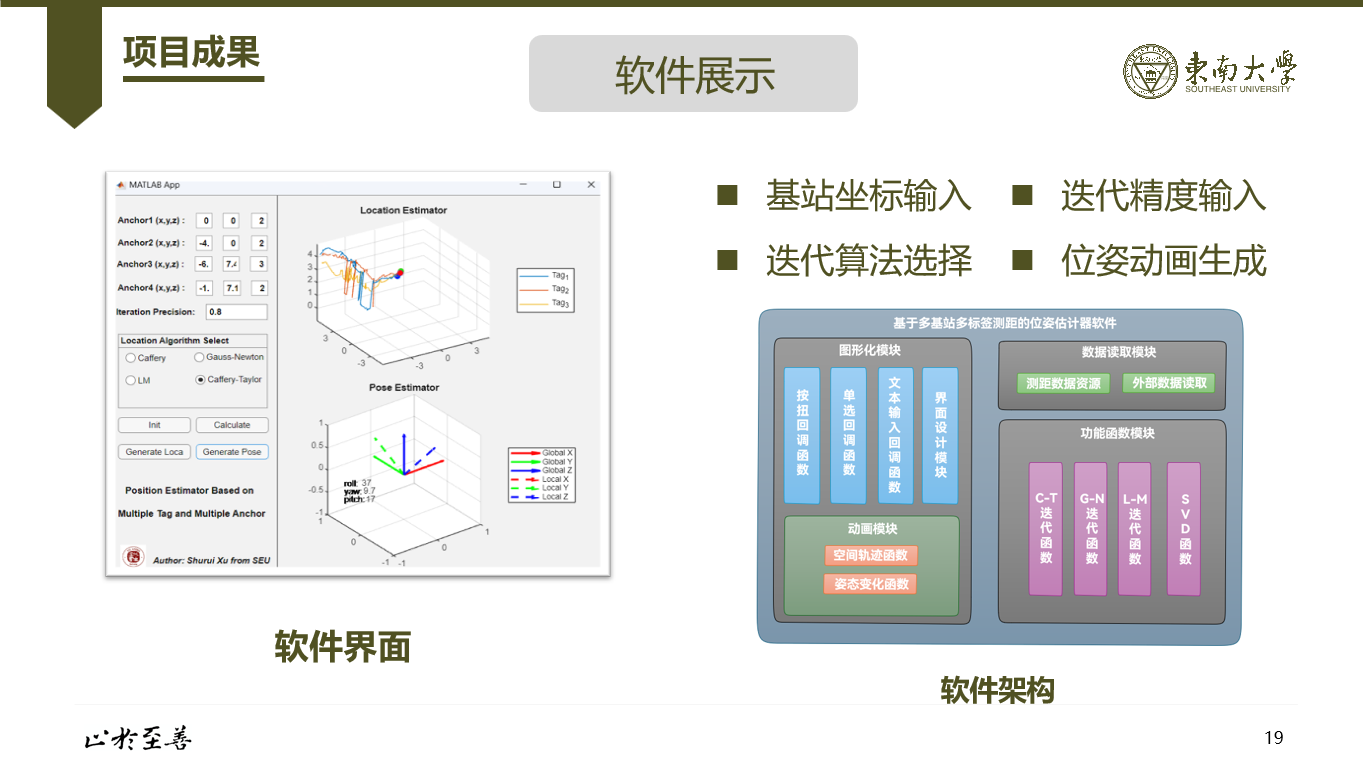 项目成果
软件展示
東南大學
SOUTHEAST UNIVERSITY
MATLAB App
Anchor1 (x,y,z) : 0 0 2
Anchor2 (x,y,z) : -4. 0 2
Anchor3 (x,y,z) : -6. 7.4 3
Anchor4 (x,y,z) : -1. 7.1 2
Iteration Precision: 0.8
Location Algorithm Select
Caffery Gauss-Newton
LM Caffery-Taylor
Init Calculate
Generate Loca Generate Pose
Position Estimator Based on
Multiple Tag and Multiple Anchor
Author: Shurui Xu from SEU
Location Estimator
4
3
2
1
0
3
0
-3
-3
0
3
Tag1
Tag2
Tag3
Pose Estimator
1
0.5
0
-0.5
-1
1
0
-1
-1
0
1
roll: 37
yaw: 9.7
pitch: 17
Global X
Global Y
Global Z
Local X
Local Y
Local Z
软件界面
■ 基站坐标输入 ■ 迭代精度输入
■ 迭代算法选择 ■ 位姿动画生成
基于多基站多标签测距的位姿估计器软件
图形化模块
按扭回调函数
单选回调函数
文本输入回调函数
界面设计模块
动画模块
空间轨迹函数
姿态变化函数
数据读取模块
测距数据资源 外部数据读取
功能函数模块
C-T迭代函数
G-N迭代函数
L-M迭代函数
SVD函数
软件架构
止於至善
19